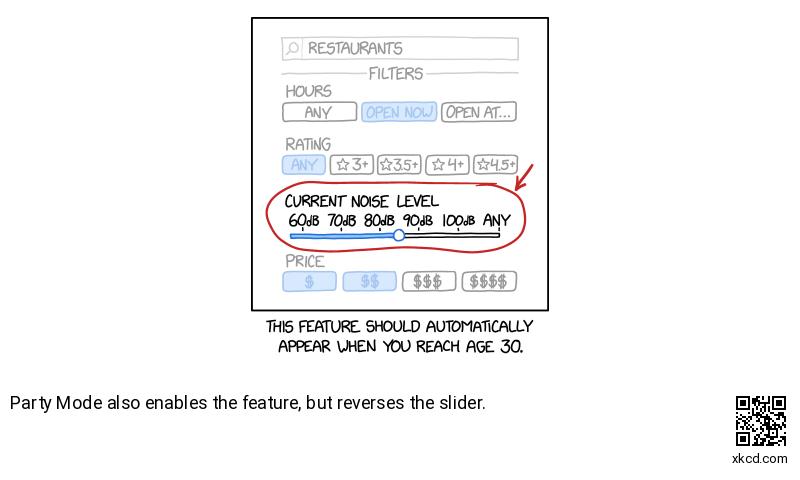 RESTAURANTS
FILTERS
HOURS
ANY OPEN NOW OPEN AT...
RATING
ANY ☆3+ ☆3.5+ ☆4+ ☆4.5+
CURRENT NOISE LEVEL
60dB 70dB 80dB 90dB 100dB ANY
PRICE
$ $$ $$$ $$$$
THIS FEATURE SHOULD AUTOMATICALLY
APPEAR WHEN YOU REACH AGE 30.
Party Mode also enables the feature, but reverses the slider.
xkcd.com